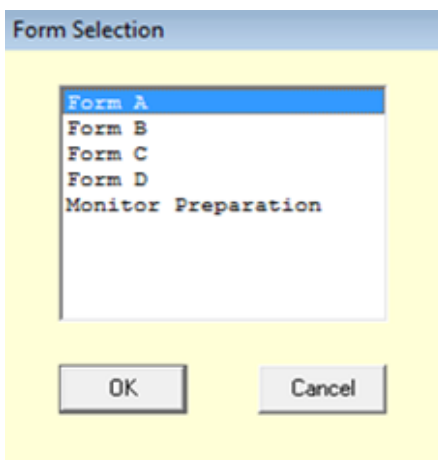 Form Selection
Form A
Form B
Form C
Form D
Monitor Preparation
OK
Cancel